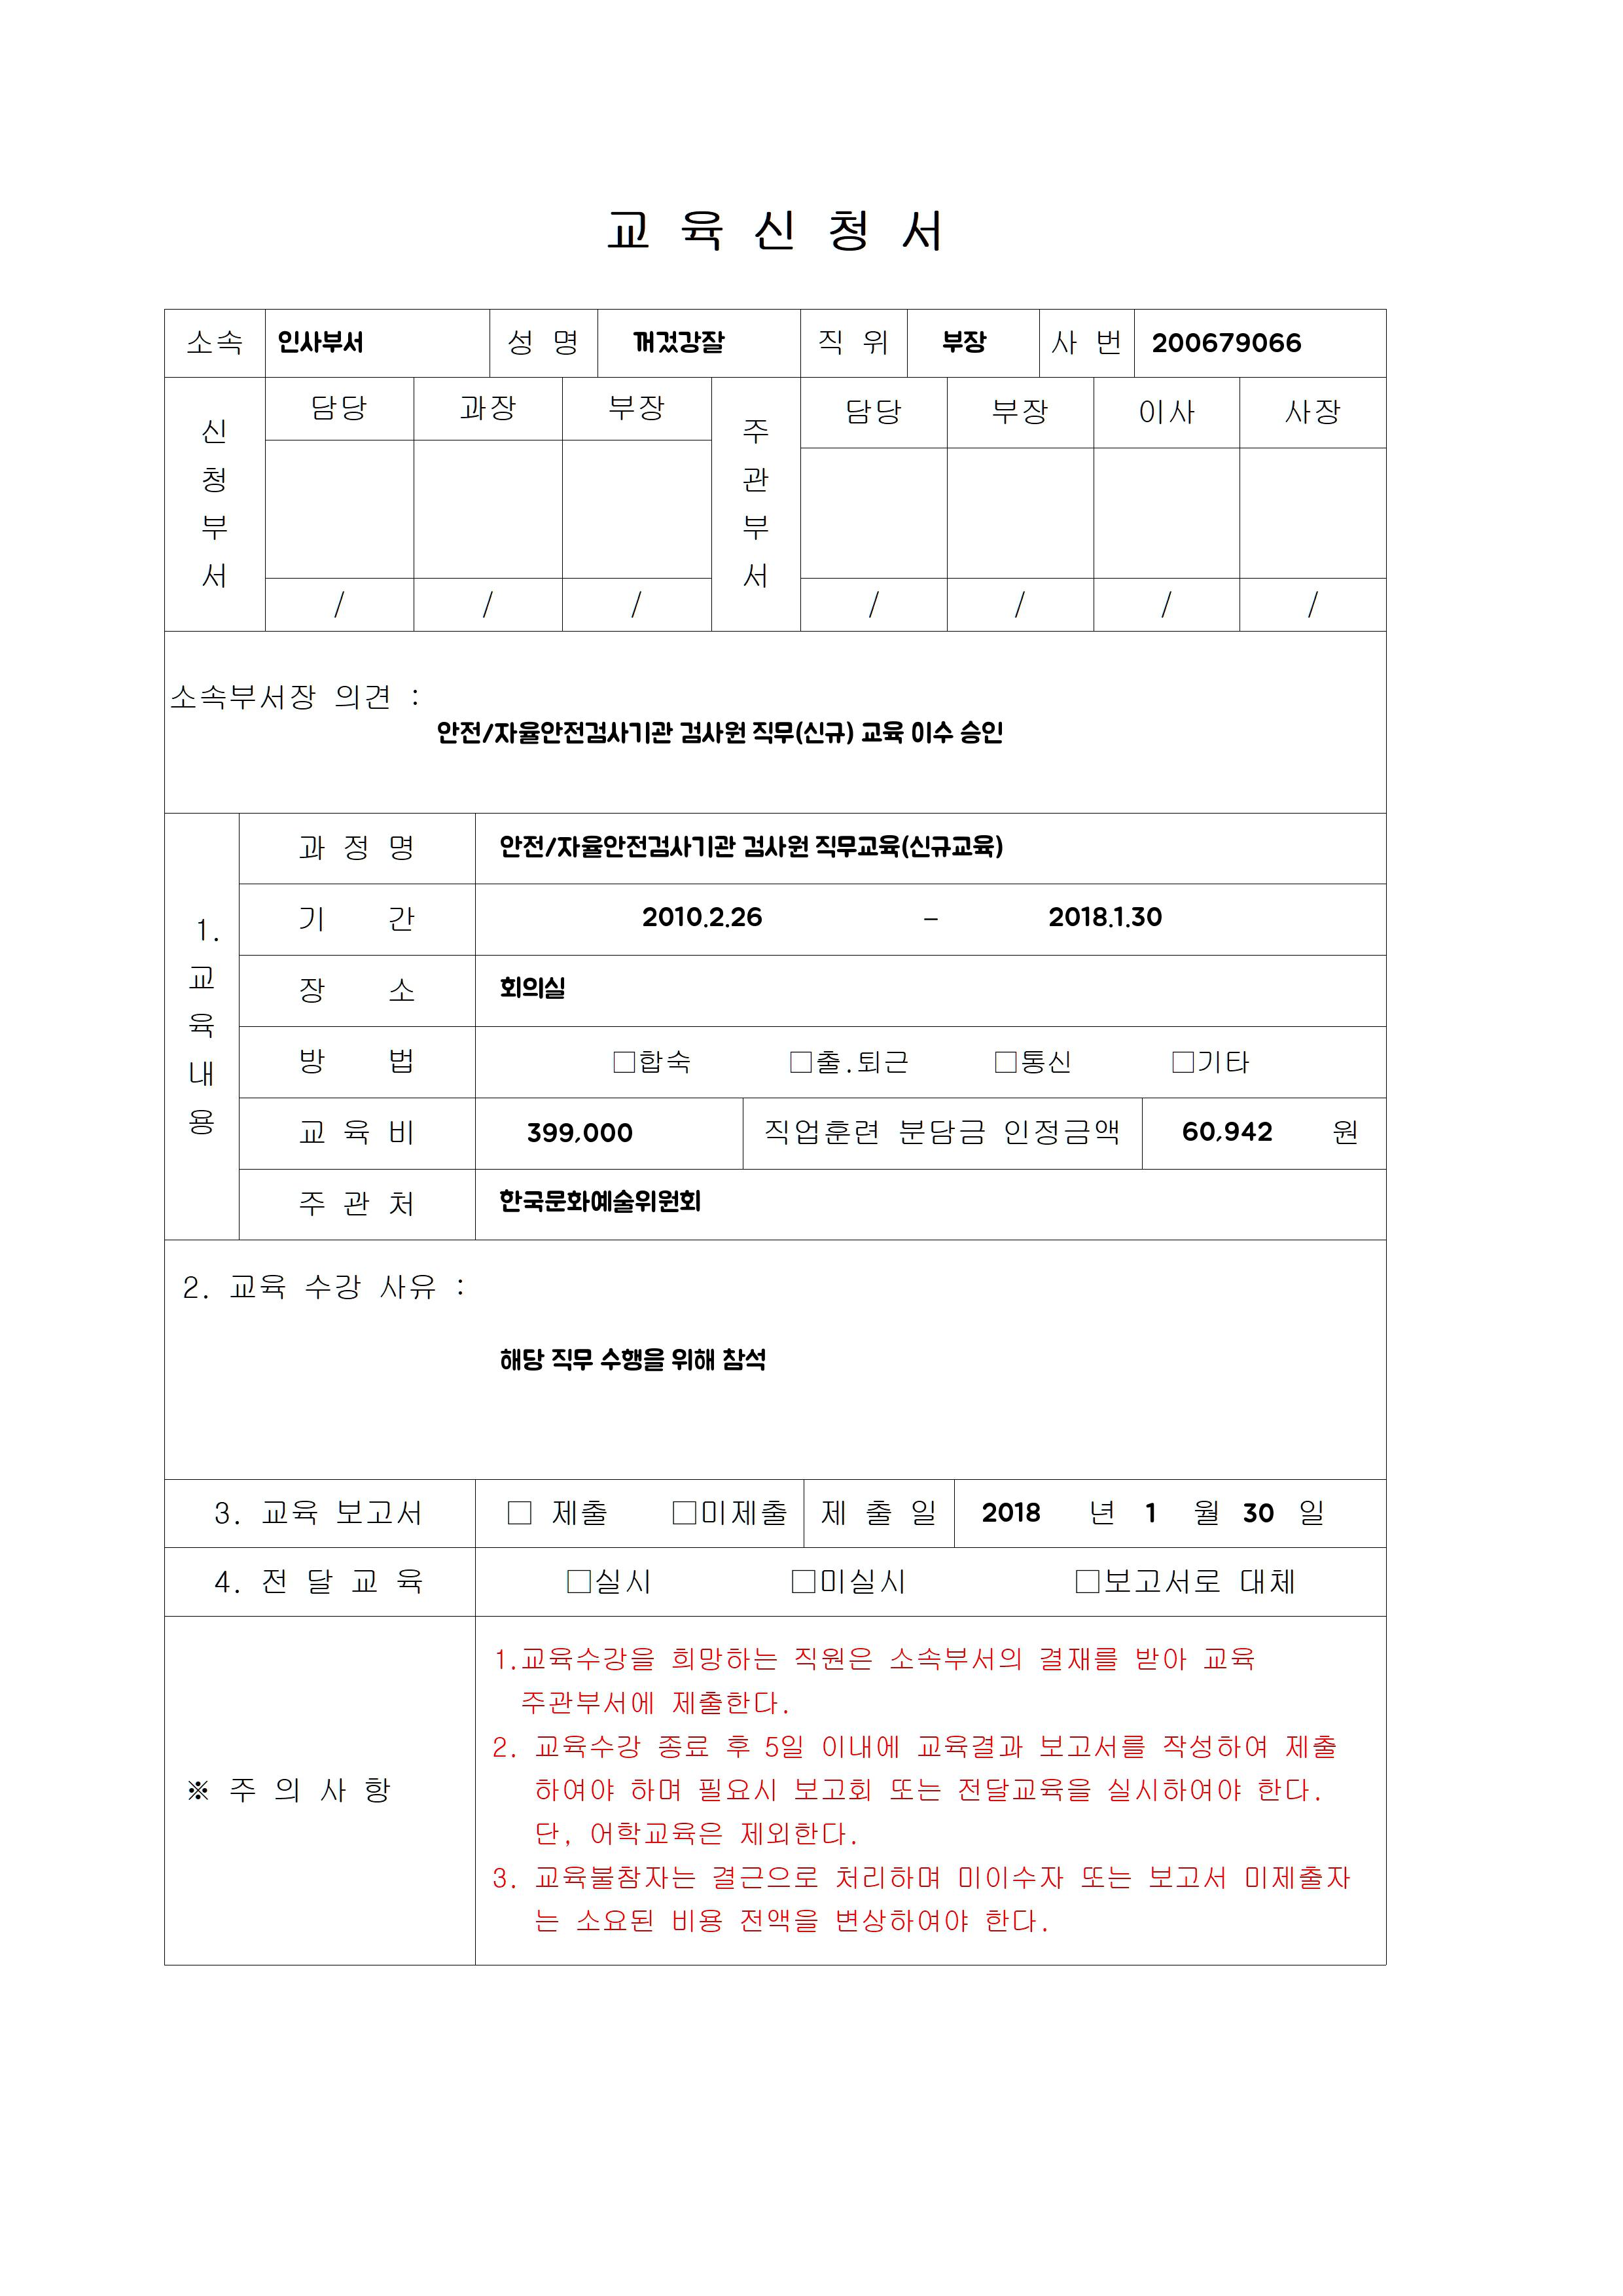 교 육 신 청 서
소속 인사부서 성 명 꺼겄강잘 직 위 부장 사 번 200679066
신청부서 담당 과장 부장 주관부서 담당 부장 이사 사장
/ / / / / / /
소속부서장 의견 :
안전/자율안전검사기관 검사원 직무(신규) 교육 이수 승인
1. 교육내용
과 정 명 안전/자율안전검사기관 검사원 직무교육(신규교육)
기 간 2010.2.26 - 2018.1.30
장 소 회의실
방 법 □합숙 □출.퇴근 □통신 □기타
교 육 비 399,000 직업훈련 분담금 인정금액 60,942 원
주 관 처 한국문화예술위원회
2. 교육 수강 사유 :
해당 직무 수행을 위해 참석
3. 교육 보고서 □ 제출 □미제출 제 출 일 2018 년 1 월 30 일
4. 전 달 교 육 □실시 □미실시 □보고서로 대체
※ 주 의 사 항
1.교육수강을 희망하는 직원은 소속부서의 결재를 받아 교육
주관부서에 제출한다.
2. 교육수강 종료 후 5일 이내에 교육결과 보고서를 작성하여 제출
하여야 하며 필요시 보고회 또는 전달교육을 실시하여야 한다.
단, 어학교육은 제외한다.
3. 교육불참자는 결근으로 처리하며 미이수자 또는 보고서 미제출자
는 소요된 비용 전액을 변상하여야 한다.